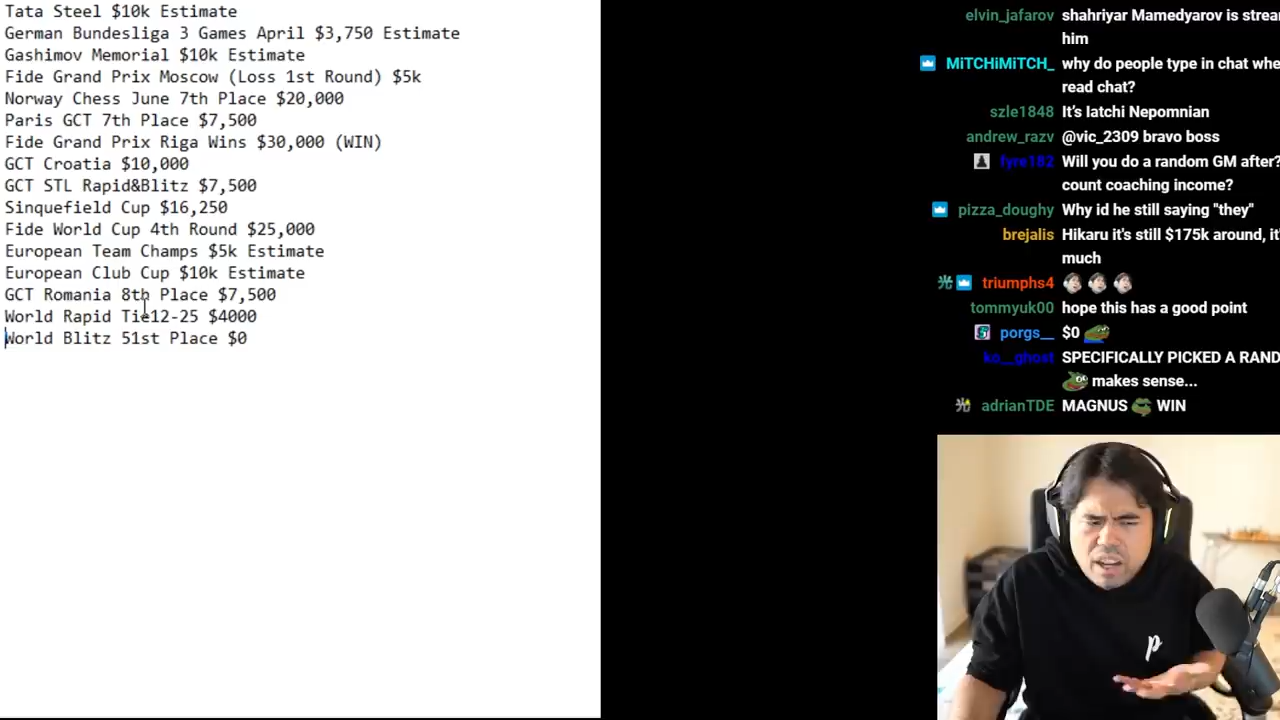 Tata Steel $10k Estimate
German Bundesliga 3 Games April $3,750 Estimate
Gashimov Memorial $10k Estimate
Fide Grand Prix Moscow (Loss 1st Round) $5k
Norway Chess June 7th Place $20,000
Paris GCT 7th Place $7,500
Fide Grand Prix Riga Wins $30,000 (WIN)
GCT Croatia $10,000
GCT STL Rapid&Blitz $7,500
Sinquefield Cup $16,250
Fide World Cup 4th Round $25,000
European Team Champs $5k Estimate
European Club Cup $10k Estimate
GCT Romania 8th Place $7,500
World Rapid Tie12-25 $4000
World Blitz 51st Place $0
elvin_jafarov shahriyar Mamedyarov is strea
him
MiTCHiMiTCH_ why do people type in chat whe
read chat?
szle1848 It's Iatchi Nepomnian
andrew_razv @vic_2309 bravo boss
fyre182 Will you do a random GM after?
count coaching income?
pizza_doughy Why id he still saying "they"
brejalis Hikaru it's still $175k around, it'
much
光 triumphs4
tommyuk00 hope this has a good point
porgs__ $0
ko__ghost SPECIFICALLY PICKED A RAND
makes sense...
adrianTDE MAGNUS WIN
p